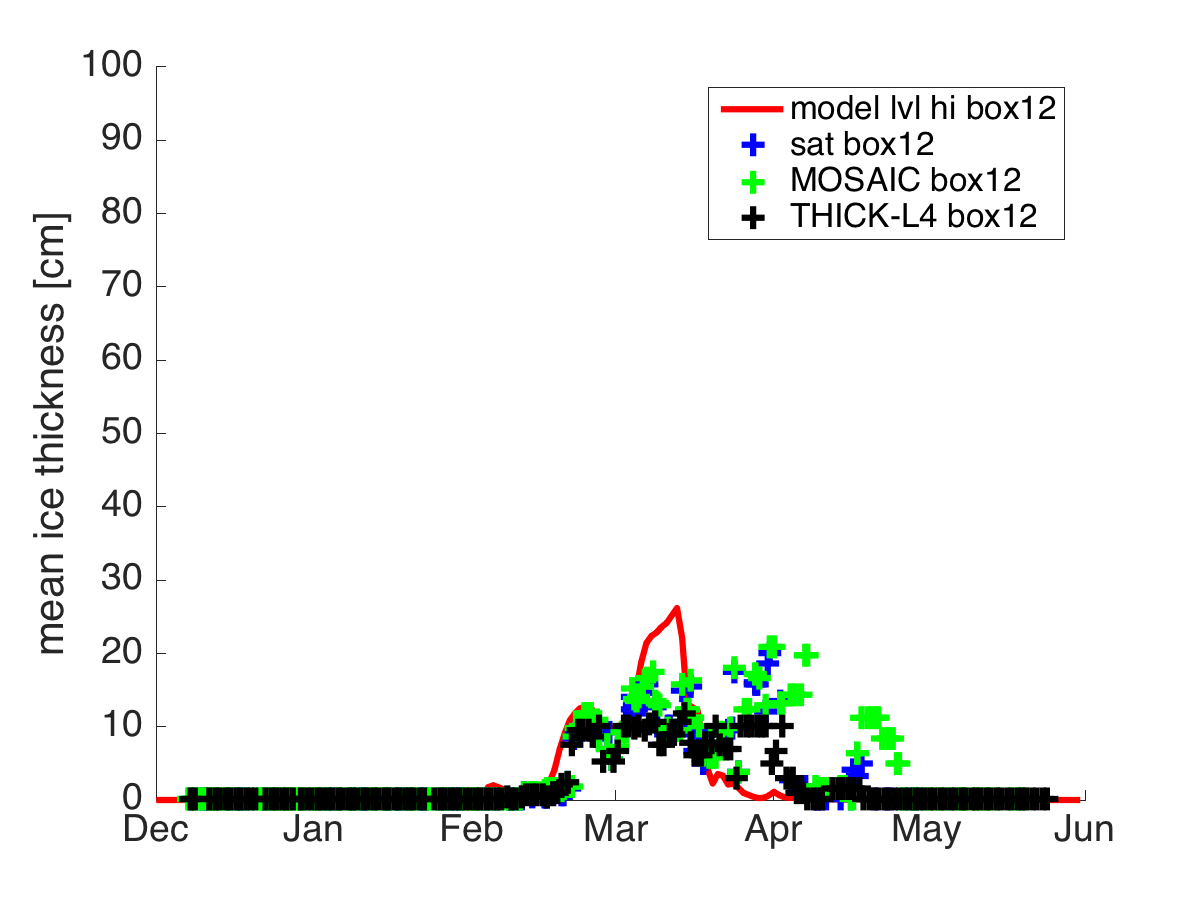 100
90
80
70
60
50
40
30
20
10
0
mean ice thickness [cm]
model lvl hi box12
sat box12
MOSAIC box12
THICK-L4 box12
Dec Jan Feb Mar Apr May Jun